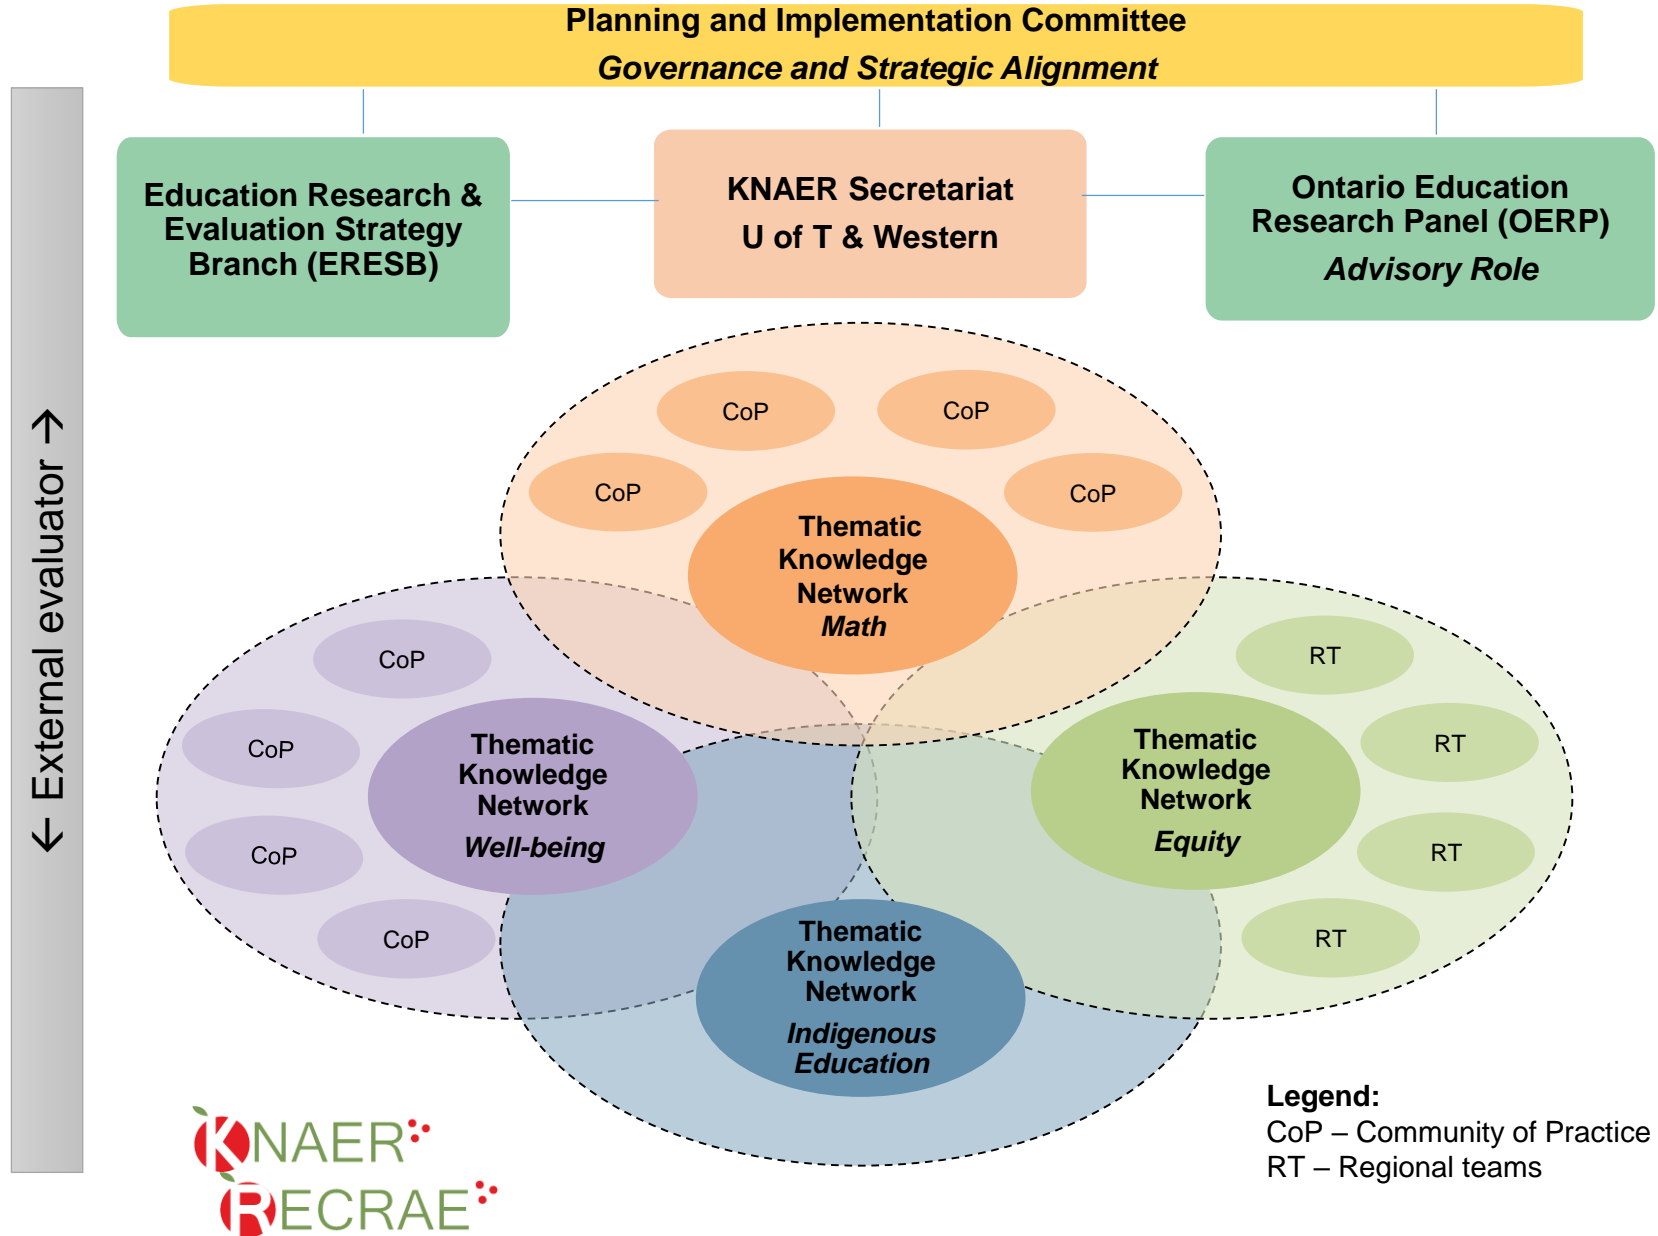 Planning and Implementation Committee
Governance and Strategic Alignment
Education Research &
Evaluation Strategy
Branch (ERESB)
KNAER Secretariat
U of T & Western
Ontario Education
Research Panel (OERP)
Advisory Role
← External evaluator →
CoP
CoP
CoP
CoP
Thematic
Knowledge
Network
Math
CoP
CoP
CoP
CoP
Thematic
Knowledge
Network
Well-being
Thematic
Knowledge
Network
Equity
RT
RT
RT
RT
Thematic
Knowledge
Network
Indigenous
Education
KNAER
RECRAE
Legend:
CoP – Community of Practice
RT – Regional teams